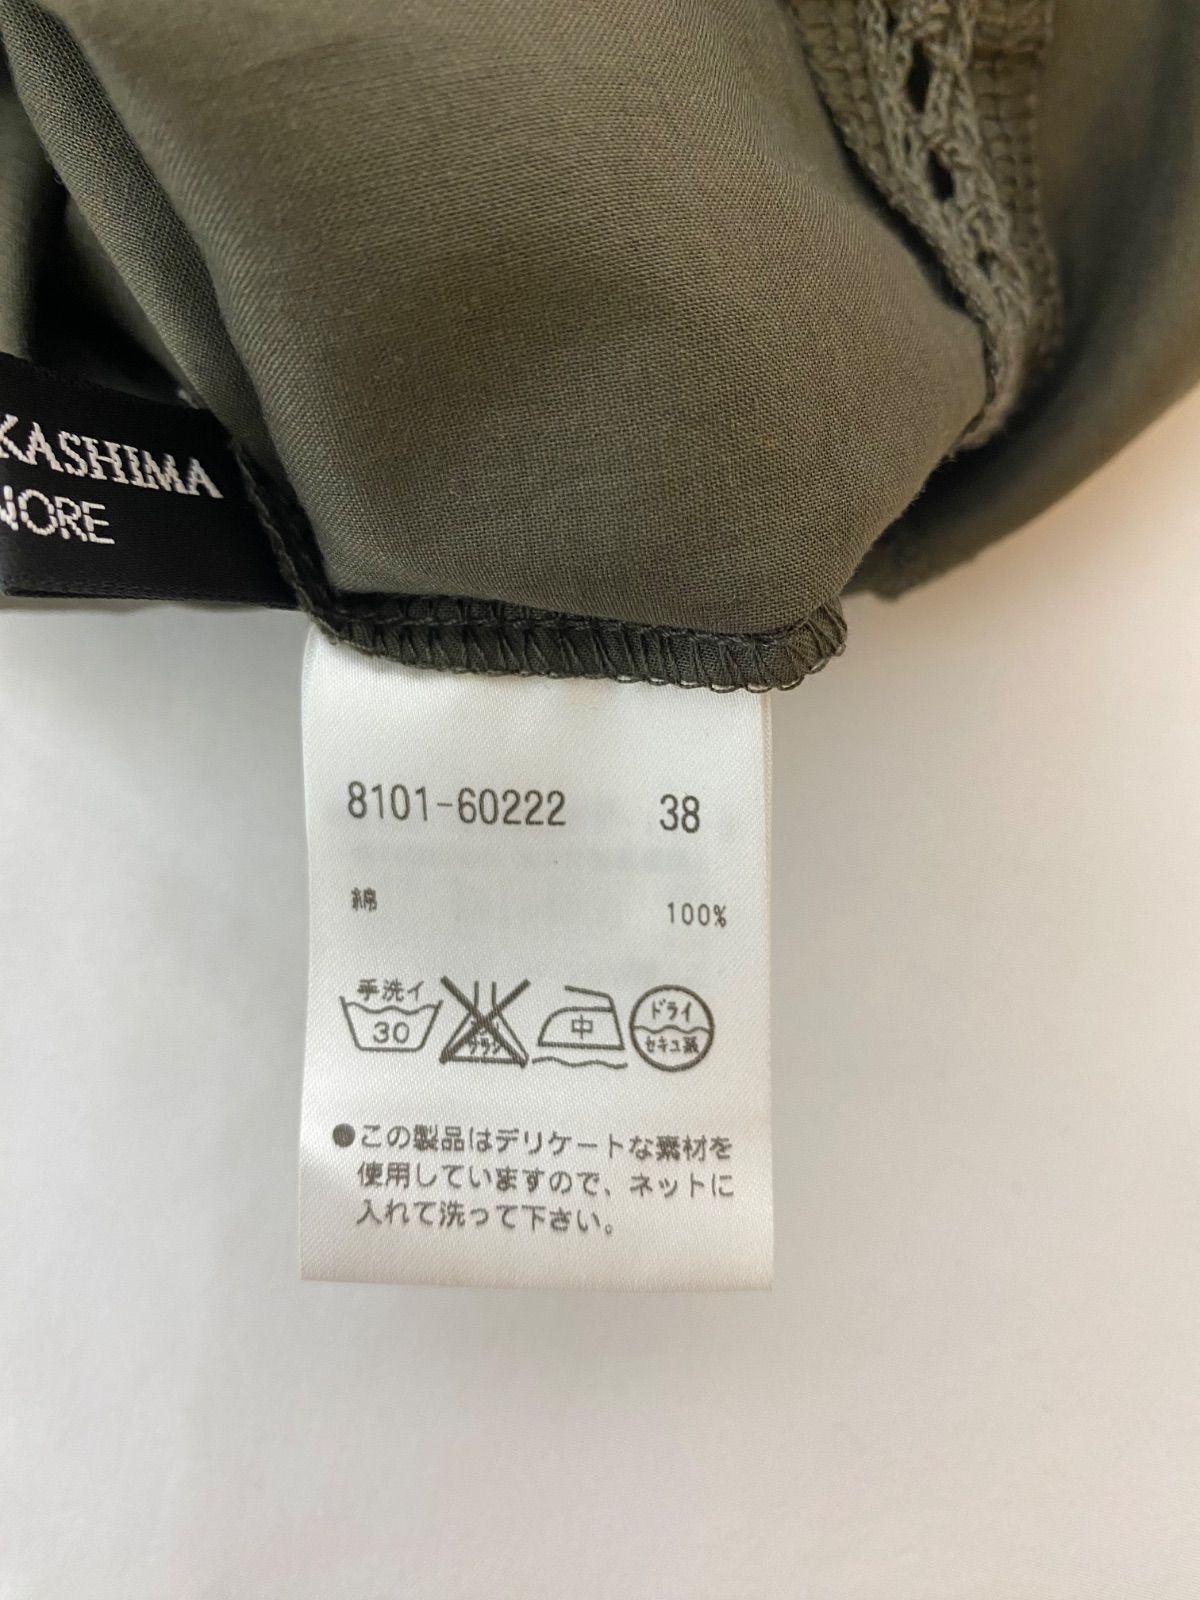 KASHIMA
NORE
8101-60222 38
綿 100%
手洗イ
30
中
ドライ
セキユ系
●この製品はデリケートな素材を
使用していますので、ネットに
入れて洗って下さい。